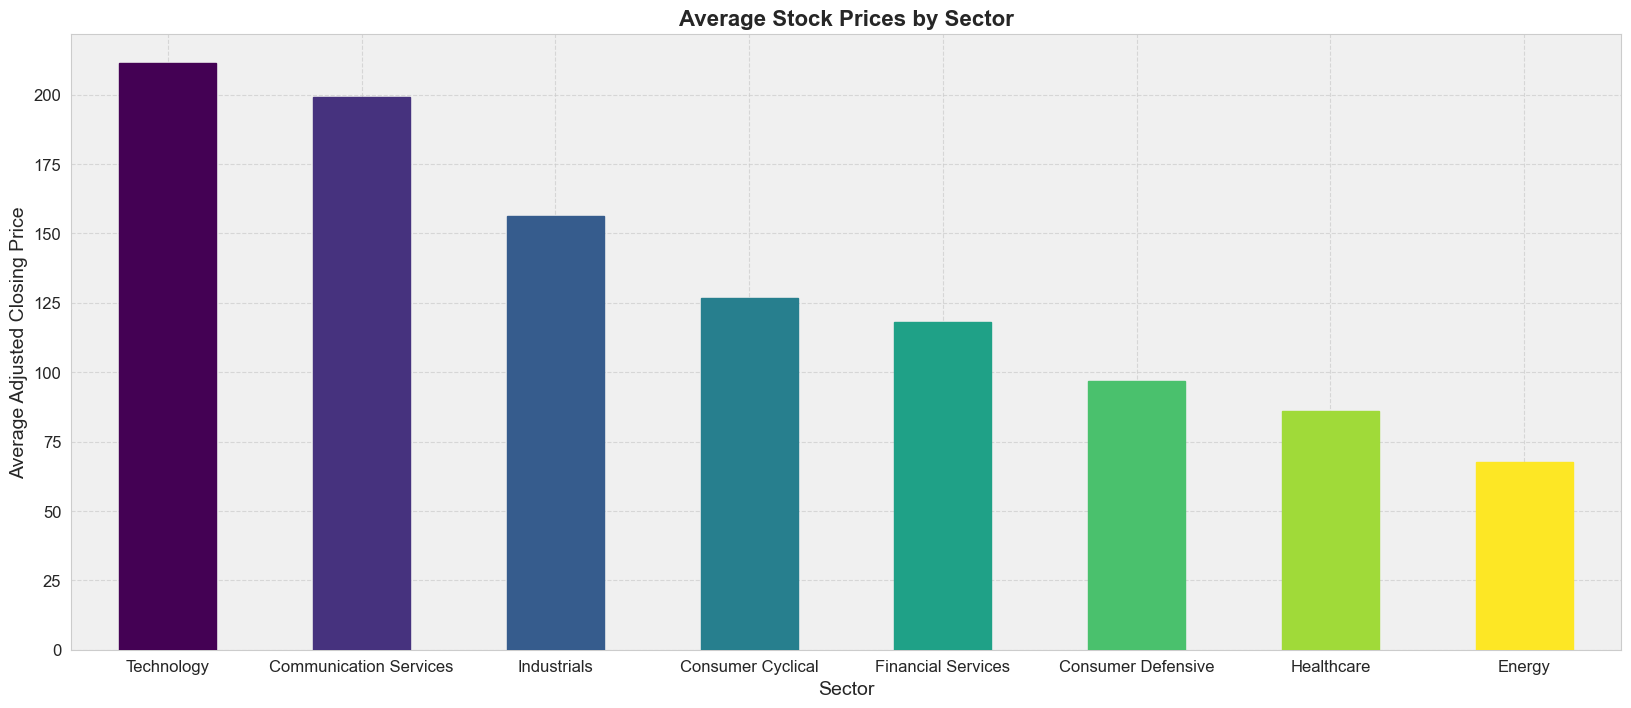 Average Stock Prices by Sector
Average Adjusted Closing Price
200
175
150
125
100
75
50
25
0
Technology Communication Services Industrials Consumer Cyclical Financial Services Consumer Defensive Healthcare Energy
Sector